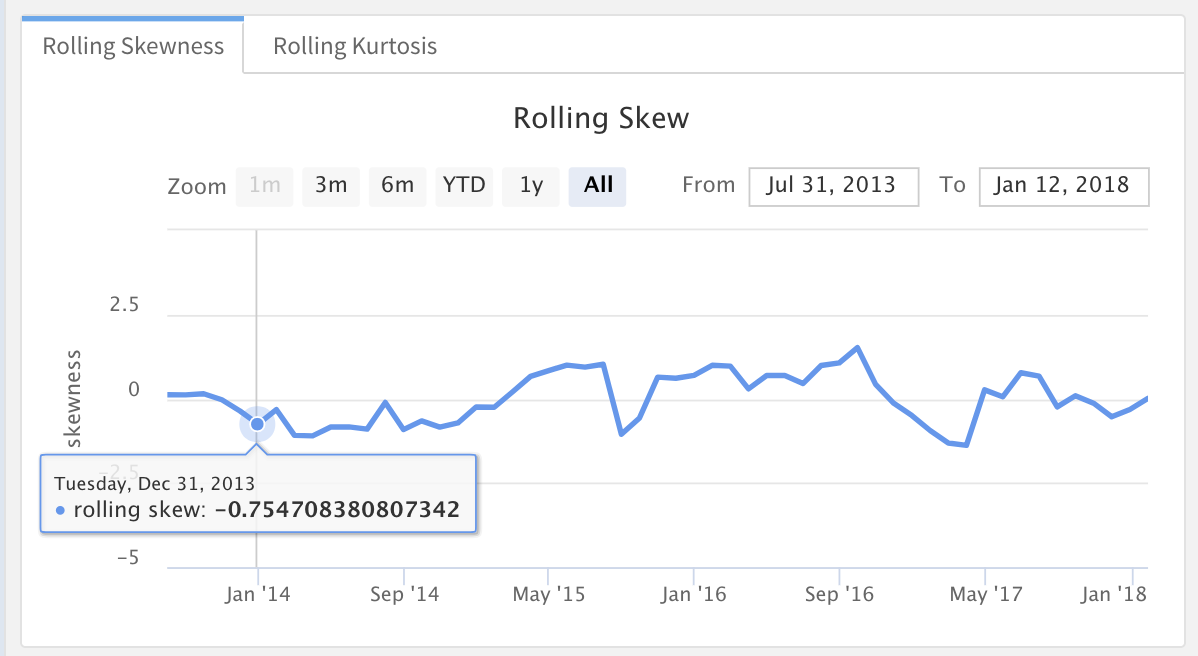 Rolling Skewness Rolling Kurtosis
Rolling Skew
Zoom 1m 3m 6m YTD 1y All From Jul 31, 2013 To Jan 12, 2018
2.5
0
skewness
−2.5
Tuesday, Dec 31, 2013
● rolling skew: −0.754708380807342
−5
Jan '14 Sep '14 May '15 Jan '16 Sep '16 May '17 Jan '18